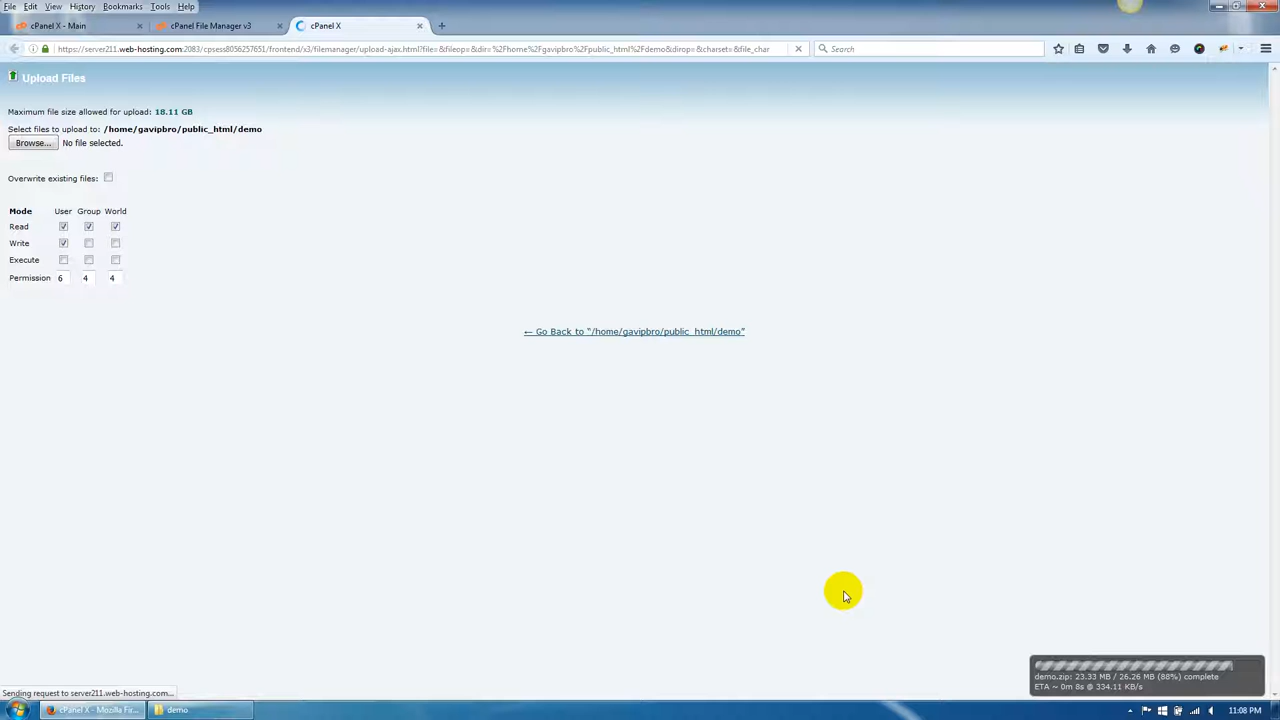 File Edit View History Bookmarks Tools Help
cPanel X - Main
cPanel File Manager v3
cPanel X
https://server211.web-hosting.com:2083/cpsess8056257651/frontend/x3/filemanager/upload-ajax.html?file=&fileop=&dir=%2Fhome%2Fgavipbro%2Fpublic_html%2Fdemo&dirop=&charset=&file_char
Search
Upload Files
Maximum file size allowed for upload: 18.11 GB
Select files to upload to: /home/gavipbro/public_html/demo
Browse... No file selected.
Overwrite existing files:
Mode User Group World
Read
Write
Execute
Permission 6 4 4
← Go Back to "/home/gavipbro/public_html/demo"
demo.zip: 23.33 MB / 26.26 MB (88%) complete
ETA ~ 0m 8s @ 334.11 KB/s
Sending request to server211.web-hosting.com...
cPanel X - Mozilla Fire...
demo
11:08 PM